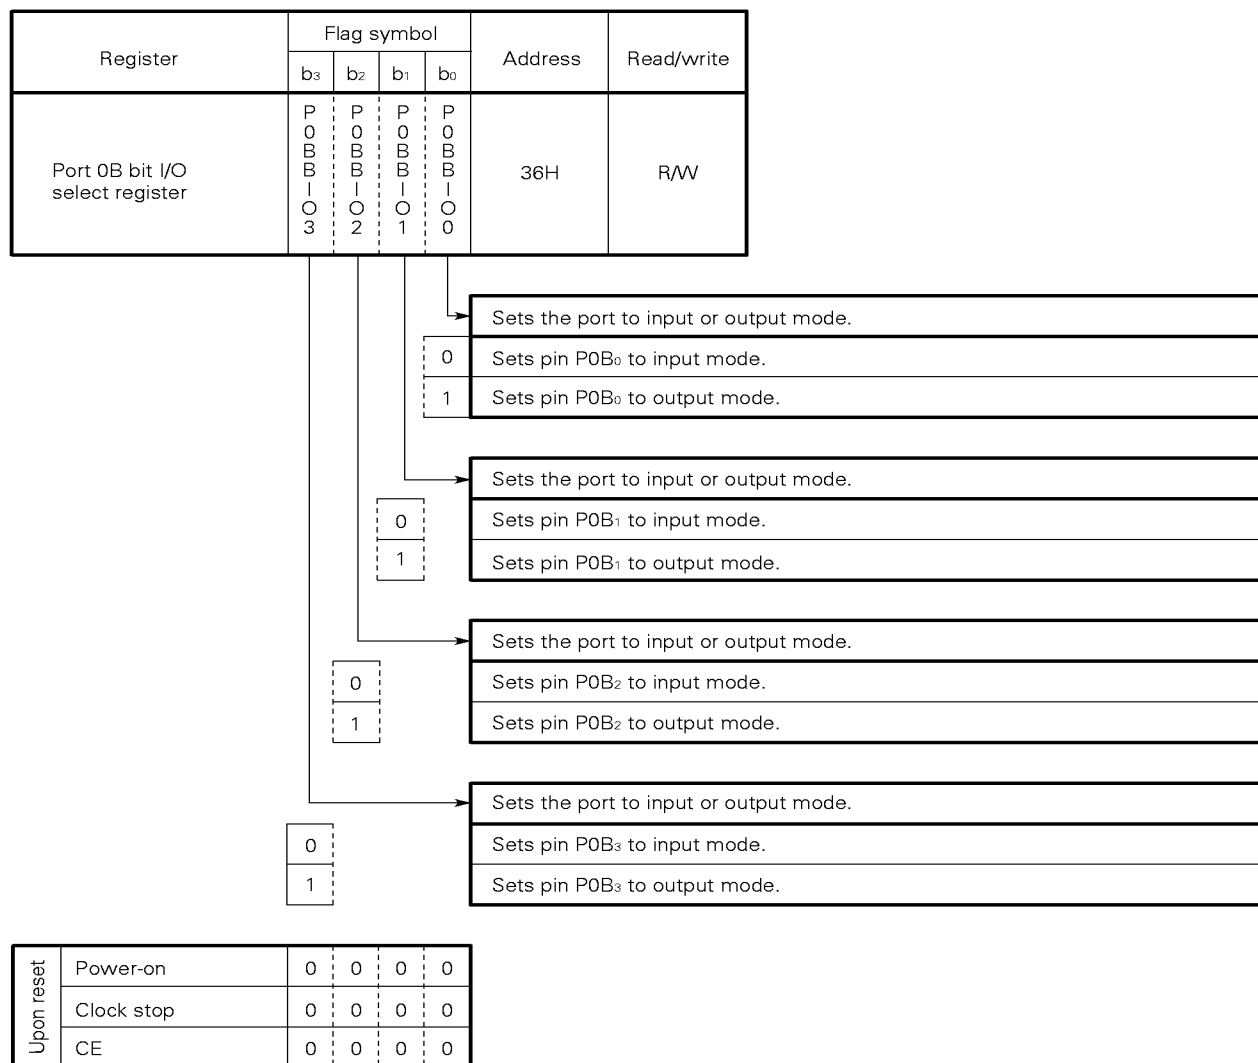 Register
Flag symbol
Address
Read/write
b3 b2 b1 b0
Port 0B bit I/O
select register
P0BBIO3
P0BBIO2
P0BBIO1
P0BBIO0
36H
R/W
Sets the port to input or output mode.
0 Sets pin P0B0 to input mode.
1 Sets pin P0B0 to output mode.
Sets the port to input or output mode.
0 Sets pin P0B1 to input mode.
1 Sets pin P0B1 to output mode.
Sets the port to input or output mode.
0 Sets pin P0B2 to input mode.
1 Sets pin P0B2 to output mode.
Sets the port to input or output mode.
0 Sets pin P0B3 to input mode.
1 Sets pin P0B3 to output mode.
Upon reset
Power-on 0 0 0 0
Clock stop 0 0 0 0
CE 0 0 0 0